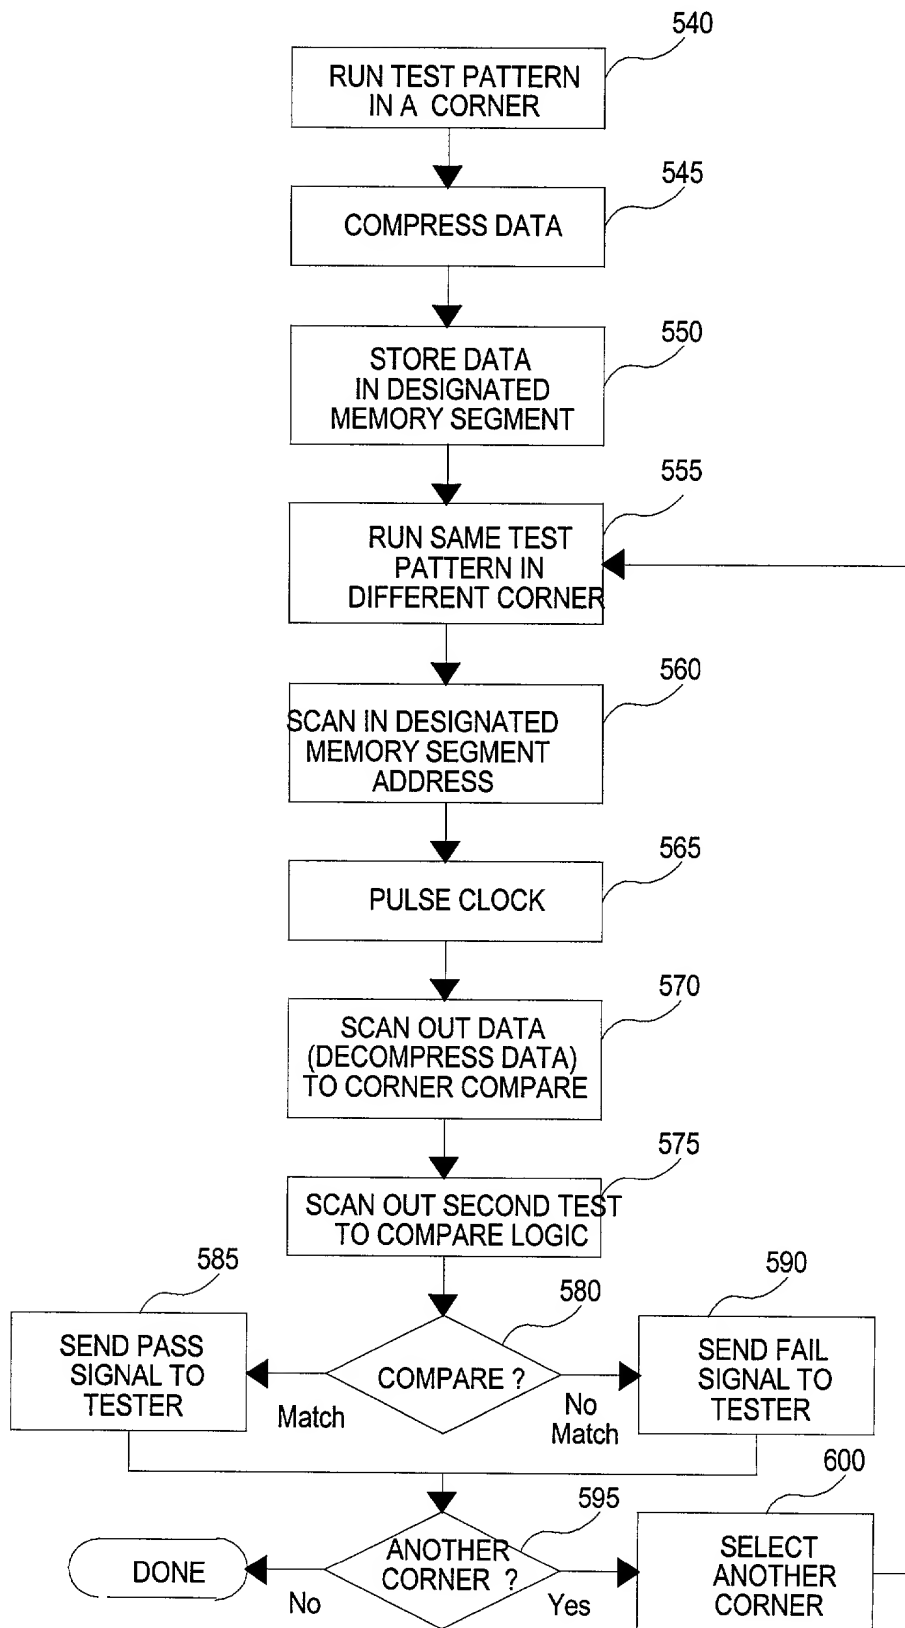 540
RUN TEST PATTERN
IN A CORNER
545
COMPRESS DATA
550
STORE DATA
IN DESIGNATED
MEMORY SEGMENT
555
RUN SAME TEST
PATTERN IN
DIFFERENT CORNER
560
SCAN IN DESIGNATED
MEMORY SEGMENT
ADDRESS
565
PULSE CLOCK
570
SCAN OUT DATA
(DECOMPRESS DATA)
TO CORNER COMPARE
575
SCAN OUT SECOND TEST
TO COMPARE LOGIC
585
SEND PASS
SIGNAL TO
TESTER
580
COMPARE ?
Match
No
Match
590
SEND FAIL
SIGNAL TO
TESTER
595
ANOTHER
CORNER ?
No
Yes
DONE
600
SELECT
ANOTHER
CORNER